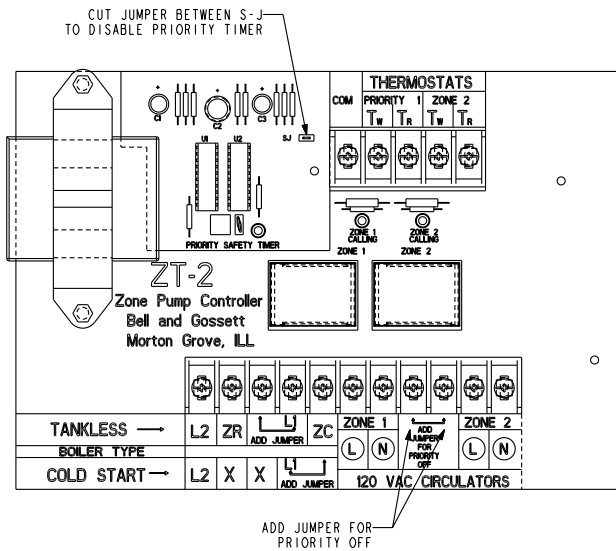 CUT JUMPER BETWEEN S-J
TO DISABLE PRIORITY TIMER
THERMOSTATS
COM PRIORITY 1 ZONE 2
TW TR TW TR
C1 C2 C3
U1 U2 SJ
PRIORITY SAFETY TIMER
ZONE 1
CALLING
ZONE 2
CALLING
ZONE 1 ZONE 2
ZT-2
Zone Pump Controller
Bell and Gossett
Morton Grove, ILL
TANKLESS → L2 ZR L1 ZC
ADD JUMPER
BOILER TYPE
COLD START → L2 X X L1
ADD JUMPER
ZONE 1
L N
ADD
JUMPER
FOR
PRIORITY
OFF
ZONE 2
L N
120 VAC CIRCULATORS
ADD JUMPER FOR
PRIORITY OFF